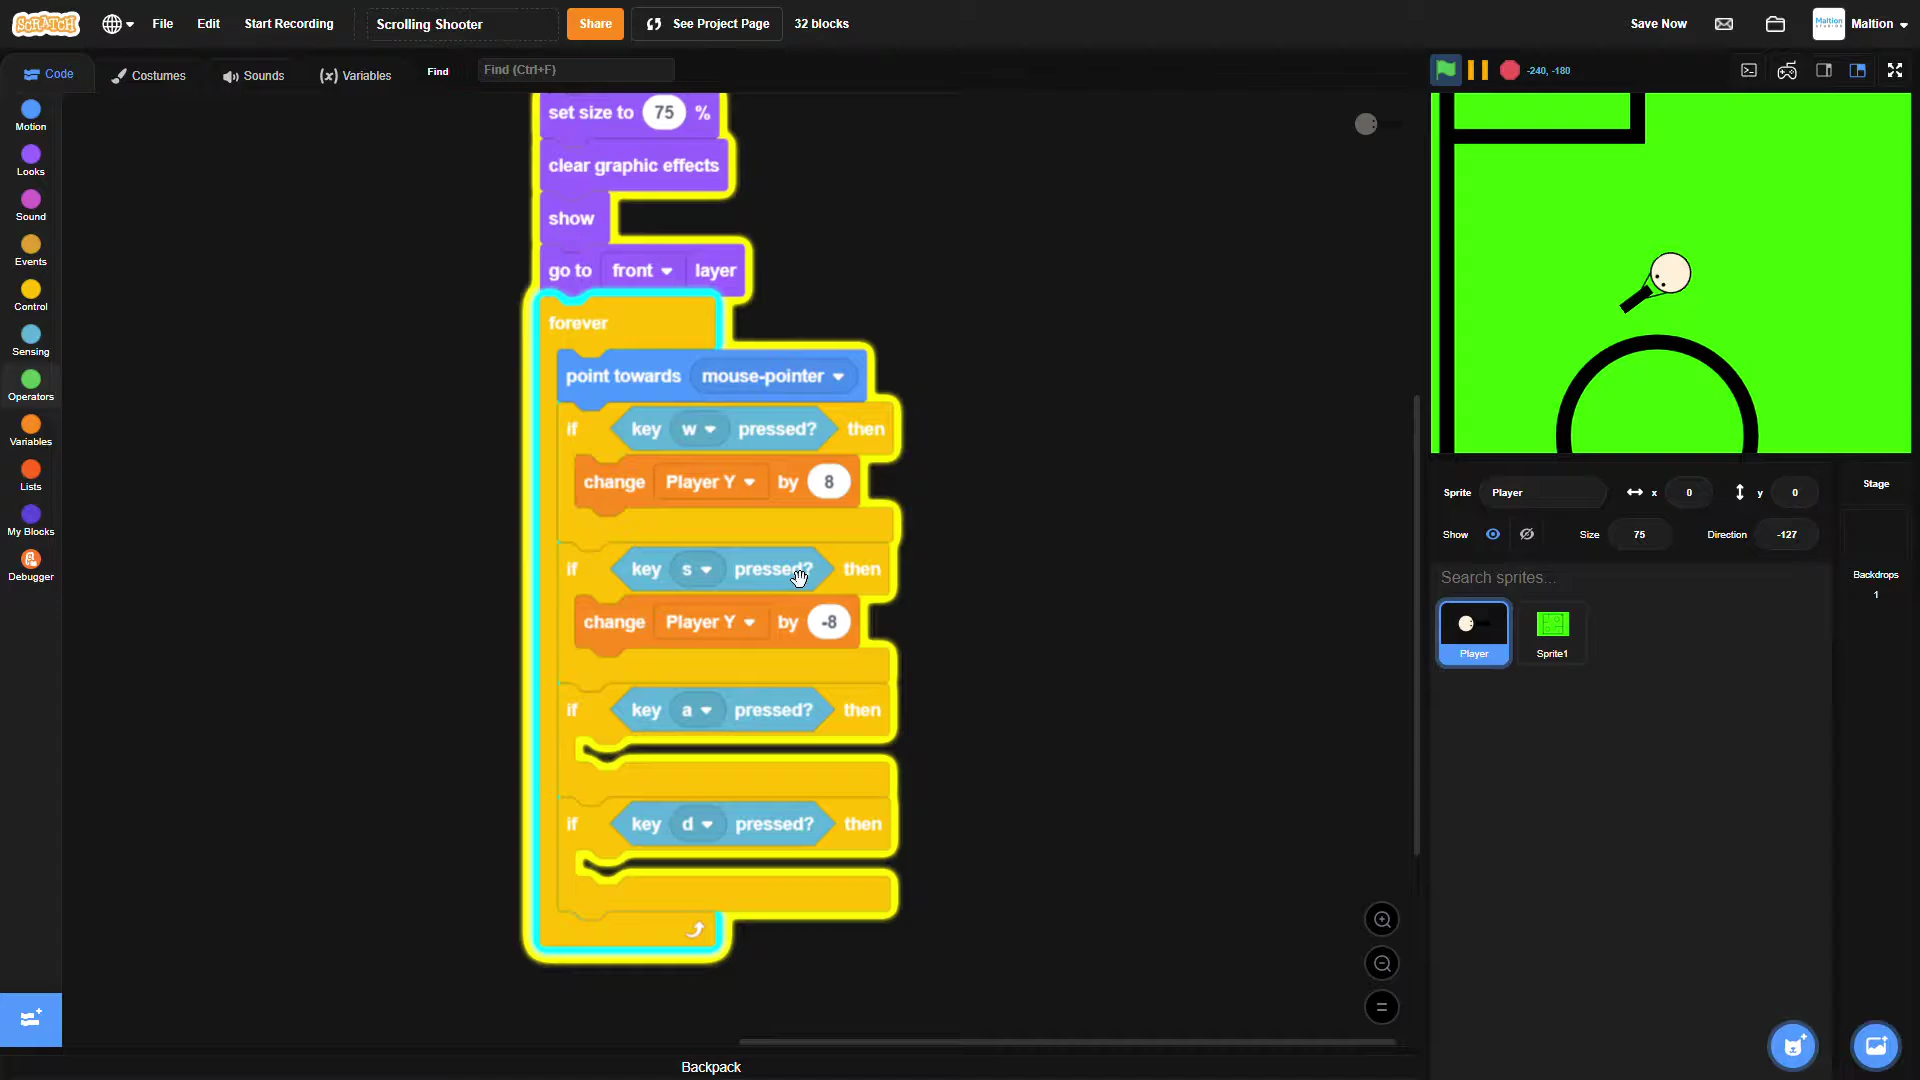 SCRATCH
File
Edit
Start Recording
Scrolling Shooter
Share
See Project Page
32 blocks
Save Now
Maltion
Code
Costumes
Sounds
(x) Variables
Find
Find (Ctrl+F)
-240, -180
Motion
Looks
Sound
Events
Control
Sensing
Operators
Variables
Lists
My Blocks
Debugger
set size to 75 %
clear graphic effects
show
go to front layer
forever
point towards mouse-pointer
if key w pressed? then
change Player Y by 8
if key s pressed? then
change Player Y by -8
if key a pressed? then
if key d pressed? then
Sprite Player x 0 y 0
Show Size 75 Direction -127
Search sprites...
Player
Sprite1
Stage
Backdrops
1
Backpack